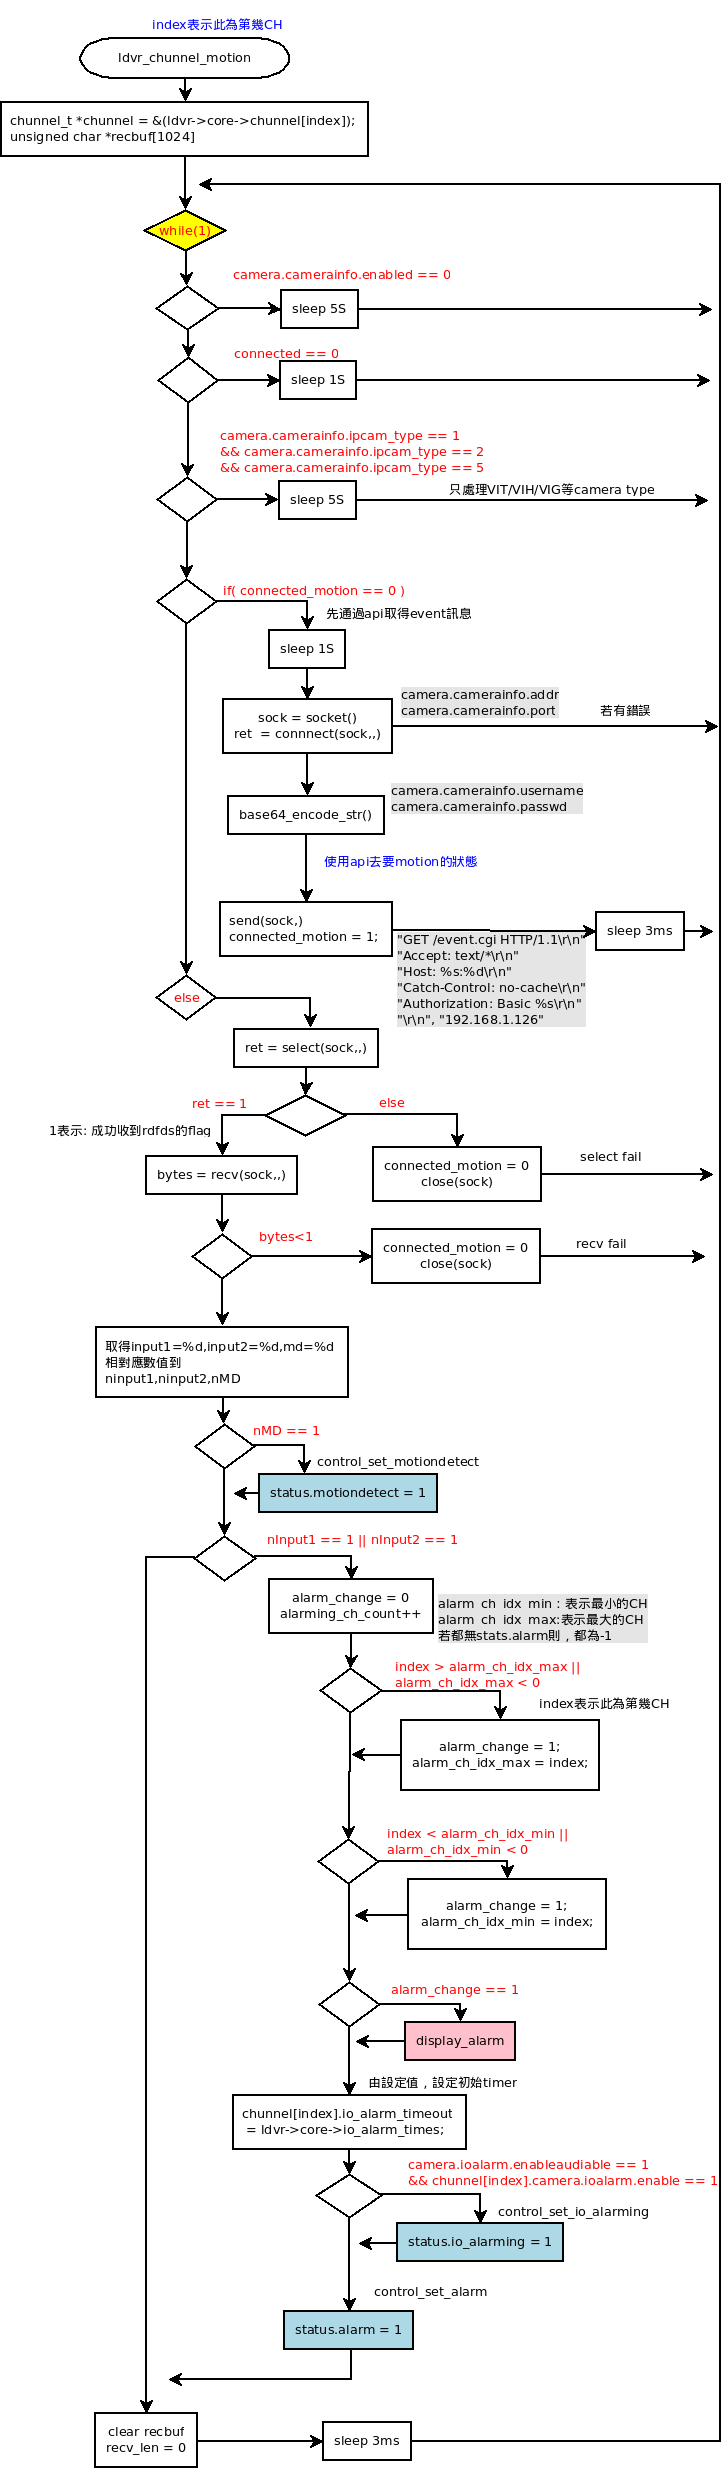 index表示此為第幾CH
ldvr_chunnel_motion
chunnel_t *chunnel = &(ldvr->core->chunnel[index]);
unsigned char *recbuf[1024]
while(1)
camera.camerainfo.enabled == 0
sleep 5S
connected == 0
sleep 1S
camera.camerainfo.ipcam_type == 1
&& camera.camerainfo.ipcam_type == 2
&& camera.camerainfo.ipcam_type == 5
sleep 5S
只處理VIT/VIH/VIG等camera type
if( connected_motion == 0 )
先通過api取得event訊息
sleep 1S
sock = socket()
ret  = connnect(sock,,)
camera.camerainfo.addr
camera.camerainfo.port
若有錯誤
base64_encode_str()
camera.camerainfo.username
camera.camerainfo.passwd
使用api去要motion的狀態
send(sock,)
connected_motion = 1;
sleep 3ms
"GET /event.cgi HTTP/1.1\r\n"
"Accept: text/*\r\n"
"Host: %s:%d\r\n"
"Catch-Control: no-cache\r\n"
"Authorization: Basic %s\r\n"
"\r\n", "192.168.1.126"
else
ret = select(sock,,)
ret == 1
else
1表示: 成功收到rdfds的flag
bytes = recv(sock,,)
connected_motion = 0
close(sock)
select fail
bytes<1
connected_motion = 0
close(sock)
recv fail
取得input1=%d,input2=%d,md=%d
相對應數值到
ninput1,ninput2,nMD
nMD == 1
control_set_motiondetect
status.motiondetect = 1
nInput1 == 1 || nInput2 == 1
alarm_change = 0
alarming_ch_count++
alarm_ch_idx_min : 表示最小的CH
alarm_ch_idx_max:表示最大的CH
若都無stats.alarm則 , 都為-1
index > alarm_ch_idx_max ||
alarm_ch_idx_max < 0
index表示此為第幾CH
alarm_change = 1;
alarm_ch_idx_max = index;
index < alarm_ch_idx_min ||
alarm_ch_idx_min < 0
alarm_change = 1;
alarm_ch_idx_min = index;
alarm_change == 1
display_alarm
由設定值 , 設定初始timer
chunnel[index].io_alarm_timeout
= ldvr->core->io_alarm_times;
camera.ioalarm.enableaudiable == 1
&& chunnel[index].camera.ioalarm.enable == 1
control_set_io_alarming
status.io_alarming = 1
control_set_alarm
status.alarm = 1
clear recbuf
recv_len = 0
sleep 3ms